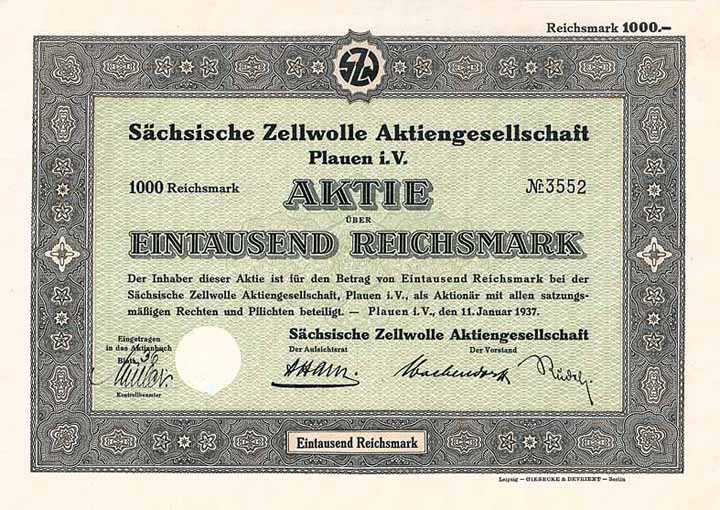 Reichsmark 1000.—
SZW
Sächsische Zellwolle Aktiengesellschaft
Plauen i.V.
1000 Reichsmark
AKTIE
№ 3552
ÜBER
EINTAUSEND REICHSMARK
Der Inhaber dieser Aktie ist für den Betrag von Eintausend Reichsmark bei der
Sächsische Zellwolle Aktiengesellschaft, Plauen i.V., als Aktionär mit allen satzungs-
mäßigen Rechten und Pflichten beteiligt. — Plauen i.V., den 11. Januar 1937.
Eingetragen
in das Aktienbuch
Blatt 36
Kontrollbeamter
Sächsische Zellwolle Aktiengesellschaft
Der Aufsichtsrat
Der Vorstand
Wachendorff
Eintausend Reichsmark
Leipzig — GIESECKE & DEVRIENT — Berlin